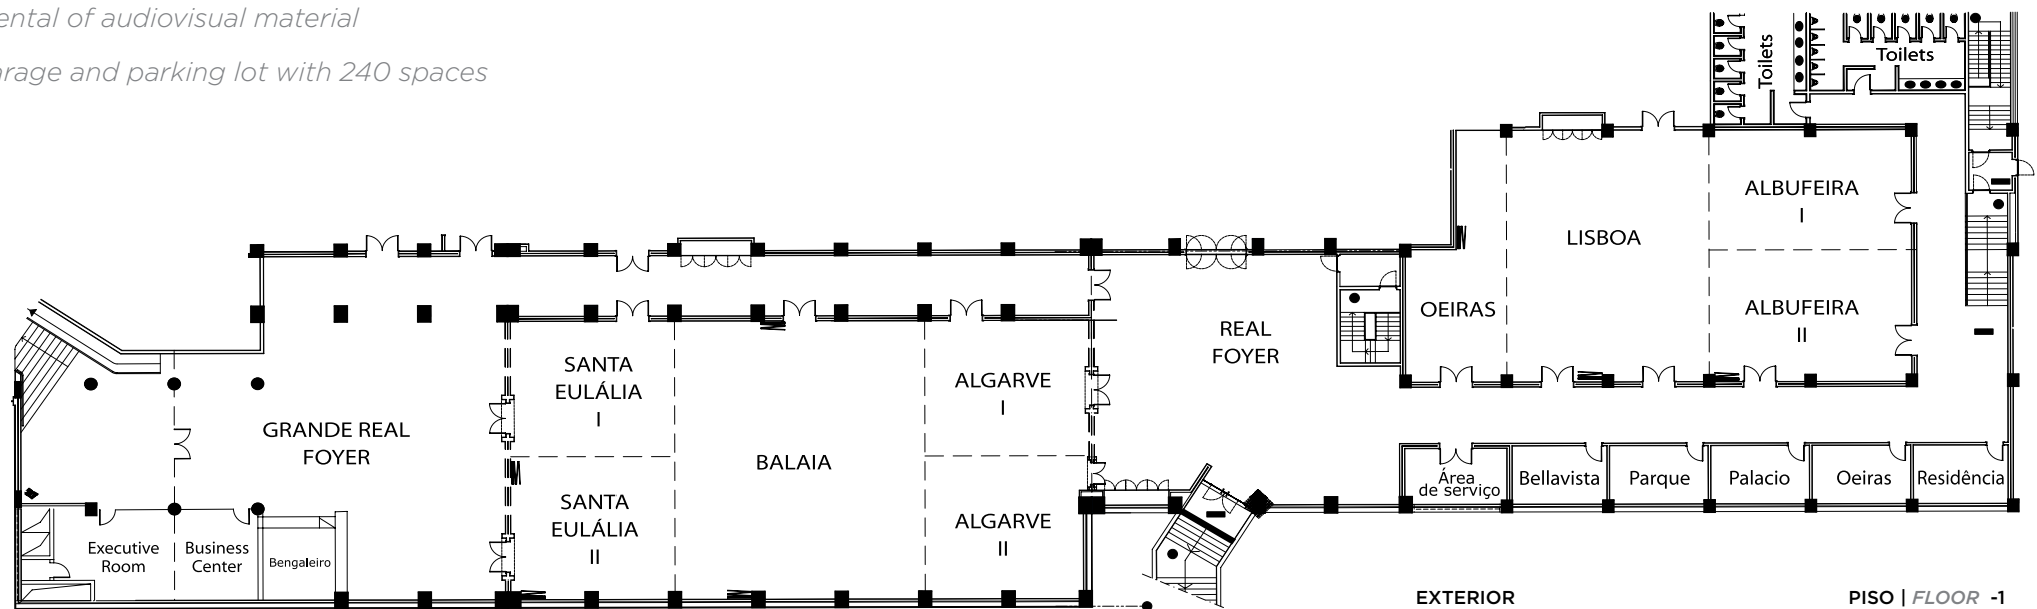 ental of audiovisual material
arage and parking lot with 240 spaces
Toilets
Toilets
ALBUFEIRA
I
LISBOA
OEIRAS
ALBUFEIRA
II
REAL
FOYER
SANTA
EULÁLIA
I
ALGARVE
I
GRANDE REAL
FOYER
BALAIA
SANTA
EULÁLIA
II
ALGARVE
II
Área
de serviço
Bellavista
Parque
Palacio
Oeiras
Residência
Executive
Room
Business
Center
Bengaleiro
EXTERIOR
PISO | FLOOR -1